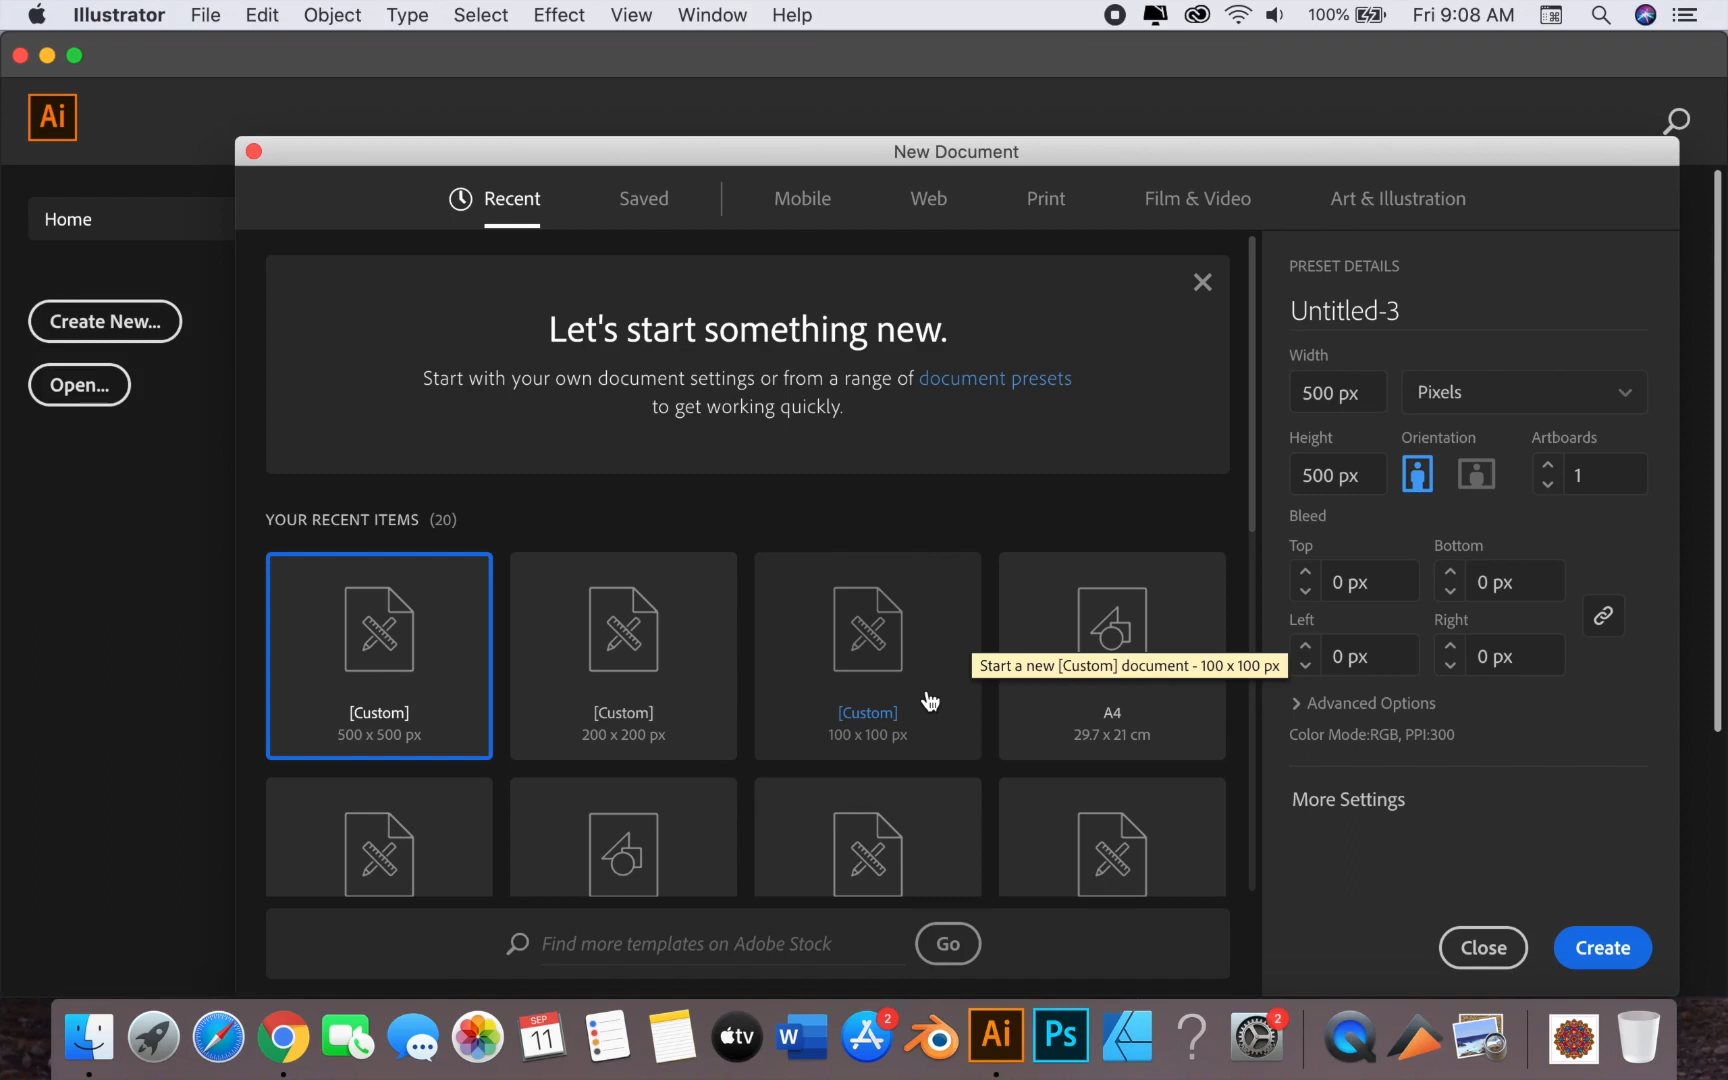 Illustrator File Edit Object Type Select Effect View Window Help 100% Fri 9:08 AM
Ai
New Document
Recent Saved Mobile Web Print Film & Video Art & Illustration
Home
Create New...
Open...
Let's start something new.
Start with your own document settings or from a range of document presets
to get working quickly.
YOUR RECENT ITEMS (20)
[Custom]
500 x 500 px
[Custom]
200 x 200 px
[Custom]
100 x 100 px
A4
29.7 x 21 cm
Start a new [Custom] document - 100 x 100 px
Find more templates on Adobe Stock
Go
PRESET DETAILS
Untitled-3
Width
500 px Pixels
Height Orientation Artboards
500 px 1
Bleed
Top Bottom
0 px 0 px
Left Right
0 px 0 px
Advanced Options
Color Mode:RGB, PPI:300
More Settings
Close Create
SEP
11
tv
W
2
Ai
Ps
?
2